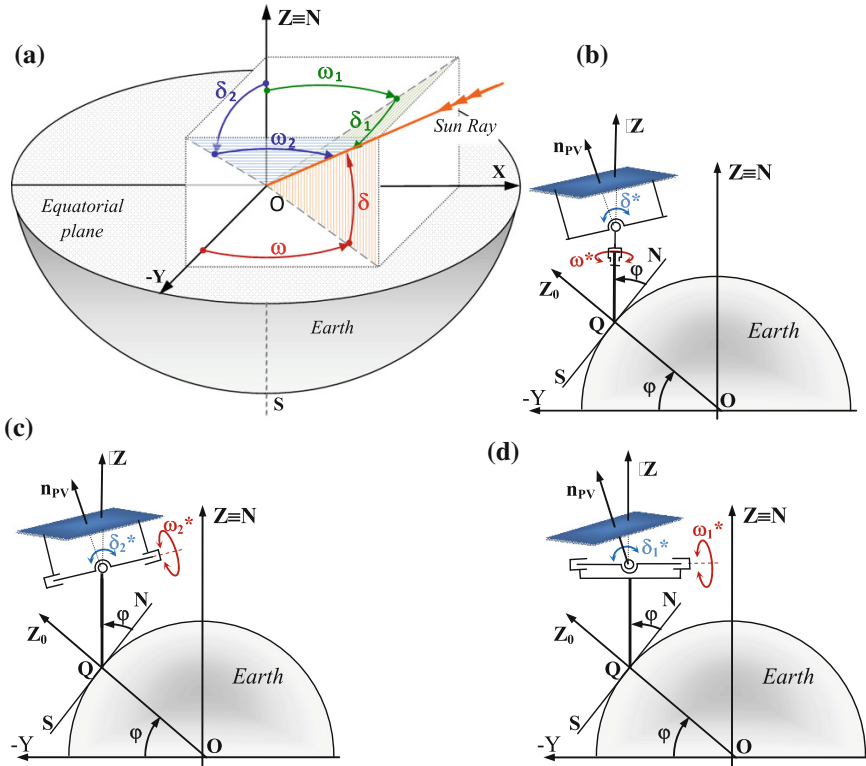 (a)
Z≡N
ω1
δ2
δ1
Sun Ray
ω2
X
O
δ
Equatorial
plane
ω
-Y
Earth
S
(b)
□Z
nPV
Z≡N
δ*
ω*
N
φ
Z0
Q
Earth
S
φ
-Y
O
(c)
□Z
nPV
Z≡N
ω2*
δ2*
N
φ
Z0
Q
Earth
S
φ
-Y
O
(d)
□Z
nPV
Z≡N
ω1*
δ1*
N
φ
Z0
Q
Earth
S
φ
-Y
O